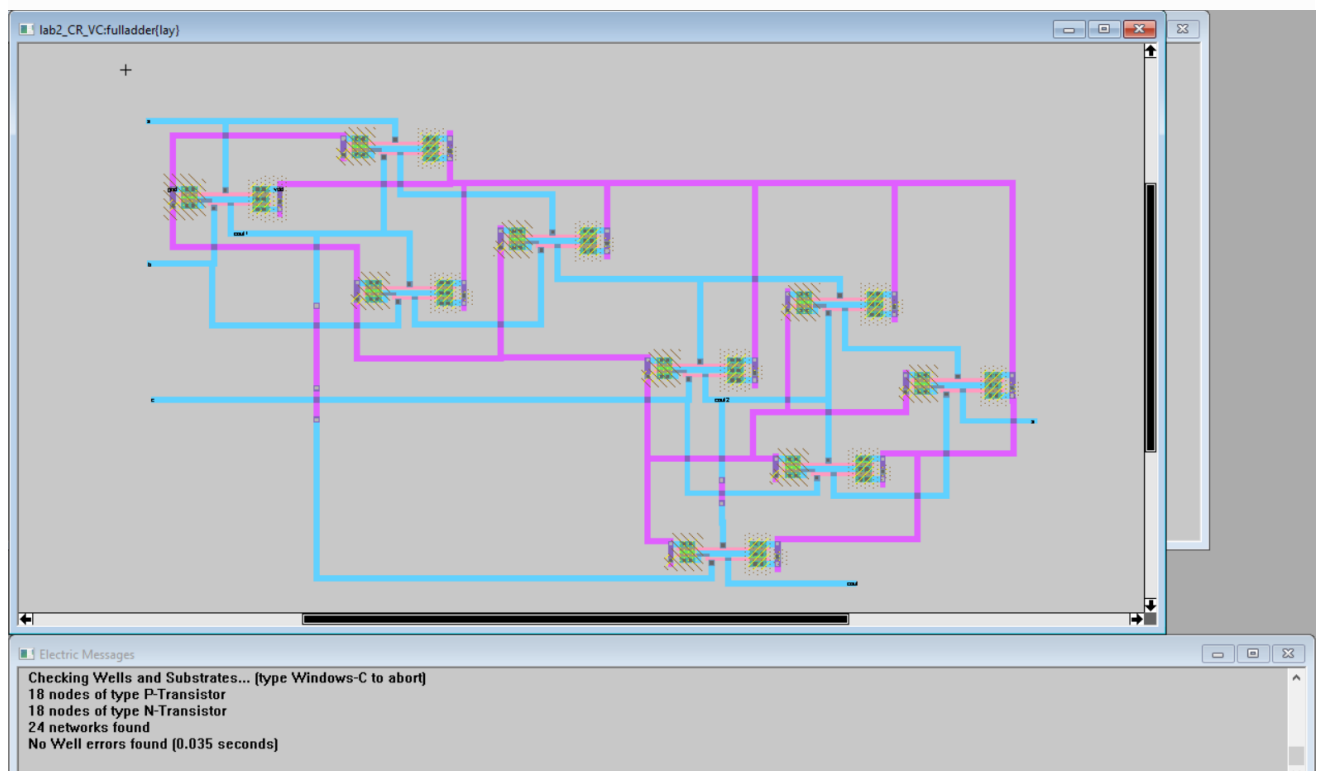 lab2_CR_VC:fulladder{lay}
a
gnd
vdd
cout1
b
c
cout2
s
cout
Electric Messages
Checking Wells and Substrates... (type Windows-C to abort)
18 nodes of type P-Transistor
18 nodes of type N-Transistor
24 networks found
No Well errors found (0.035 seconds)